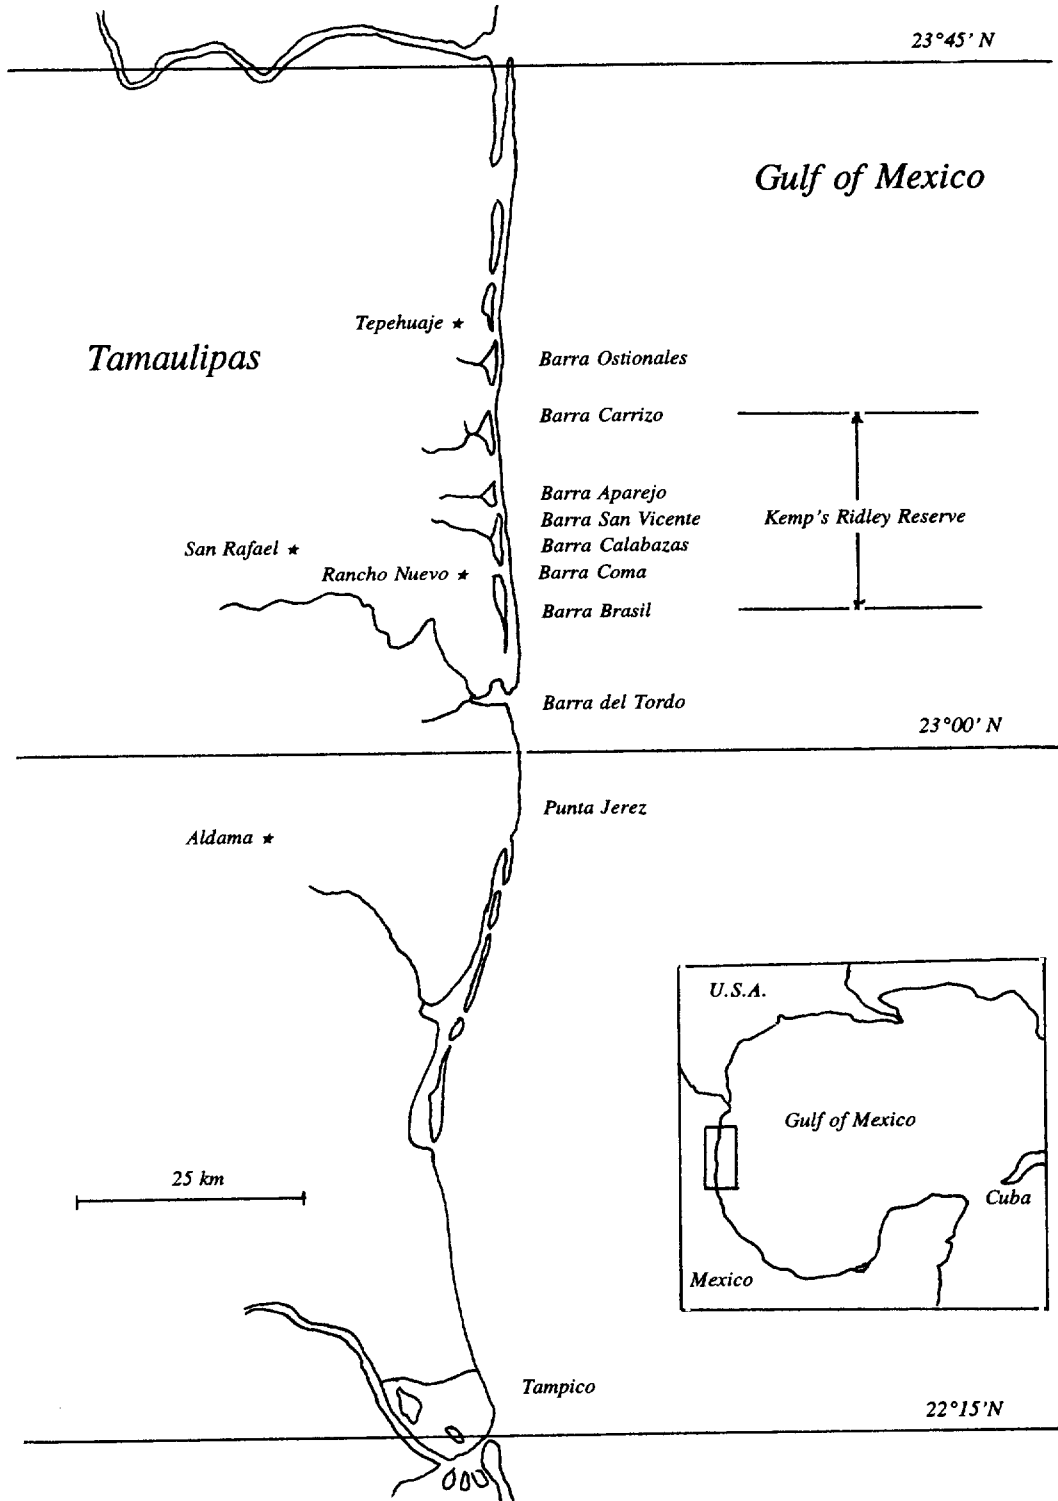 23°45' N
Gulf of Mexico
Tepehuaje
Tamaulipas
Barra Ostionales
Barra Carrizo
Barra Aparejo
Barra San Vicente
Kemp's Ridley Reserve
Barra Calabazas
San Rafael
Rancho Nuevo
Barra Coma
Barra Brasil
Barra del Tordo
23°00' N
Punta Jerez
Aldama
U.S.A.
Gulf of Mexico
25 km
Cuba
Mexico
Tampico
22°15'N